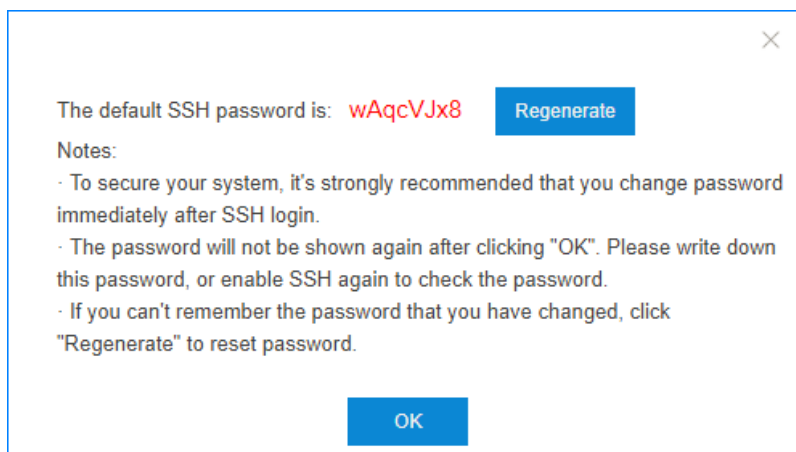 The default SSH password is: wAqcVJx8 Regenerate
Notes:
· To secure your system, it's strongly recommended that you change password
immediately after SSH login.
· The password will not be shown again after clicking "OK". Please write down
this password, or enable SSH again to check the password.
· If you can't remember the password that you have changed, click
"Regenerate" to reset password.
OK